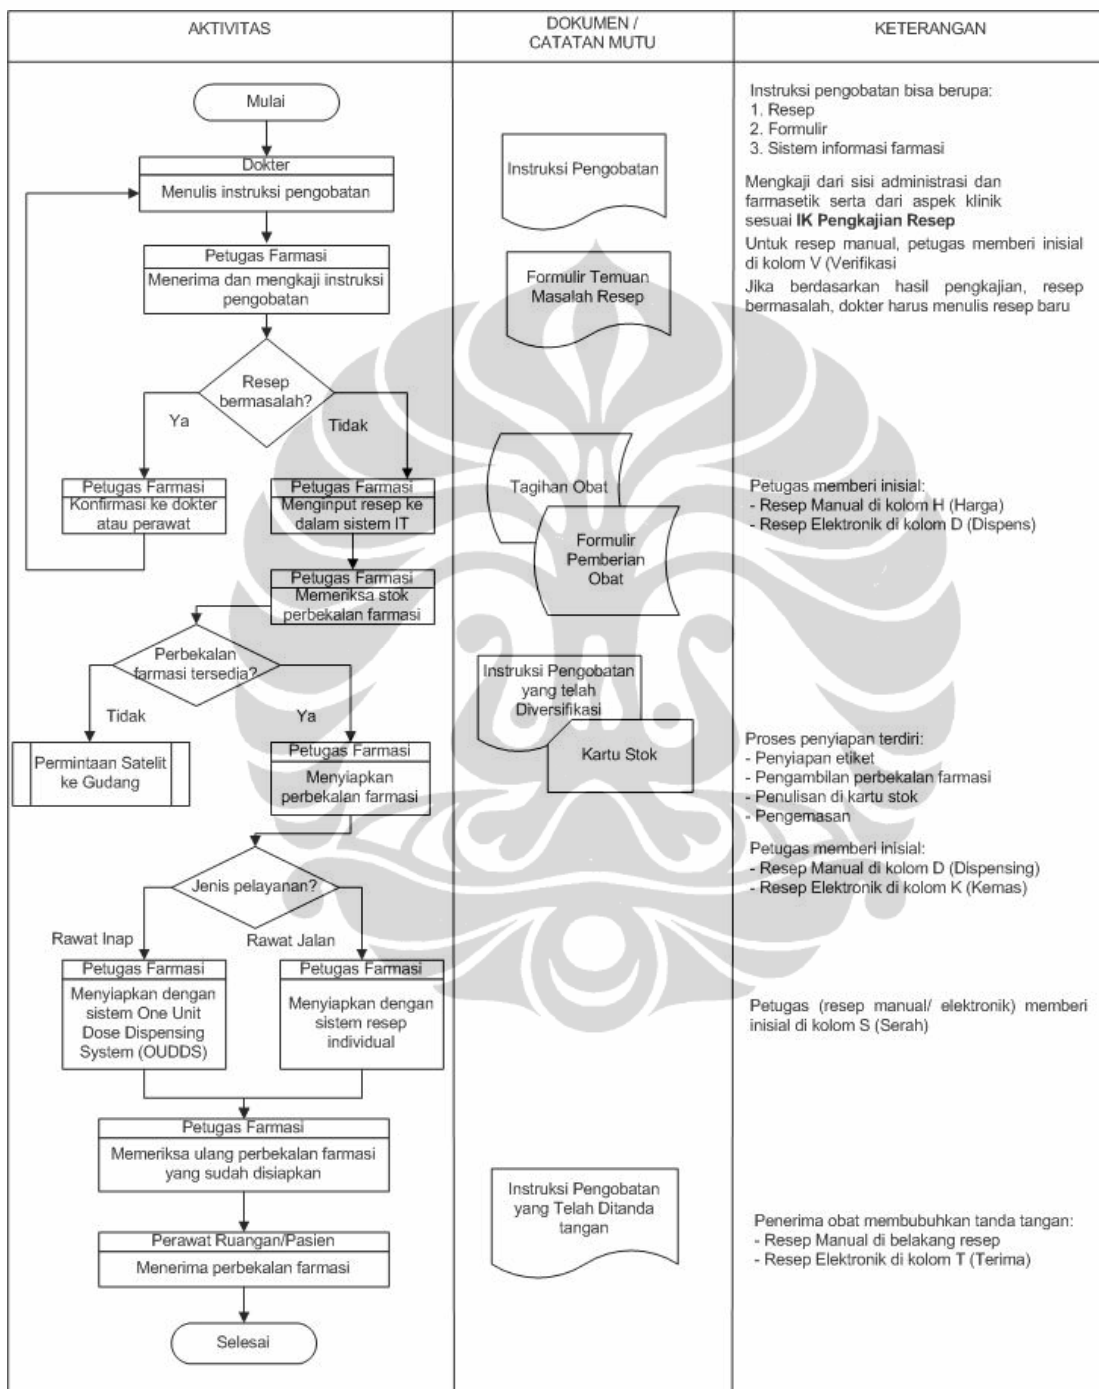 AKTIVITAS
DOKUMEN /
CATATAN MUTU
KETERANGAN
Mulai
Dokter
Menulis instruksi pengobatan
Petugas Farmasi
Menerima dan mengkaji instruksi
pengobatan
Resep
bermasalah?
Ya
Tidak
Petugas Farmasi
Konfirmasi ke dokter
atau perawat
Petugas Farmasi
Menginput resep ke
dalam sistem IT
Petugas Farmasi
Memeriksa stok
perbekalan farmasi
Perbekalan
farmasi tersedia?
Tidak
Ya
Permintaan Satelit
ke Gudang
Petugas Farmasi
Menyiapkan
perbekalan farmasi
Jenis pelayanan?
Rawat Inap
Rawat Jalan
Petugas Farmasi
Menyiapkan dengan
sistem One Unit
Dose Dispensing
System (OUDDS)
Petugas Farmasi
Menyiapkan dengan
sistem resep
individual
Petugas Farmasi
Memeriksa ulang perbekalan farmasi
yang sudah disiapkan
Perawat Ruangan/Pasien
Menerima perbekalan farmasi
Selesai
Instruksi Pengobatan
Formulir Temuan
Masalah Resep
Tagihan Obat
Formulir
Pemberian
Obat
Instruksi Pengobatan
yang telah
Diversifikasi
Kartu Stok
Instruksi Pengobatan
yang Telah Ditanda
tangan
Instruksi pengobatan bisa berupa:
1. Resep
2. Formulir
3. Sistem informasi farmasi
Mengkaji dari sisi administrasi dan
farmasetik serta dari aspek klinik
sesuai IK Pengkajian Resep
Untuk resep manual, petugas memberi inisial
di kolom V (Verifikasi
Jika berdasarkan hasil pengkajian, resep
bermasalah, dokter harus menulis resep baru
Petugas memberi inisial:
- Resep Manual di kolom H (Harga)
- Resep Elektronik di kolom D (Dispens)
Proses penyiapan terdiri:
- Penyiapan etiket
- Pengambilan perbekalan farmasi
- Penulisan di kartu stok
- Pengemasan
Petugas memberi inisial:
- Resep Manual di kolom D (Dispensing)
- Resep Elektronik di kolom K (Kemas)
Petugas (resep manual/ elektronik) memberi
inisial di kolom S (Serah)
Penerima obat membubuhkan tanda tangan:
- Resep Manual di belakang resep
- Resep Elektronik di kolom T (Terima)